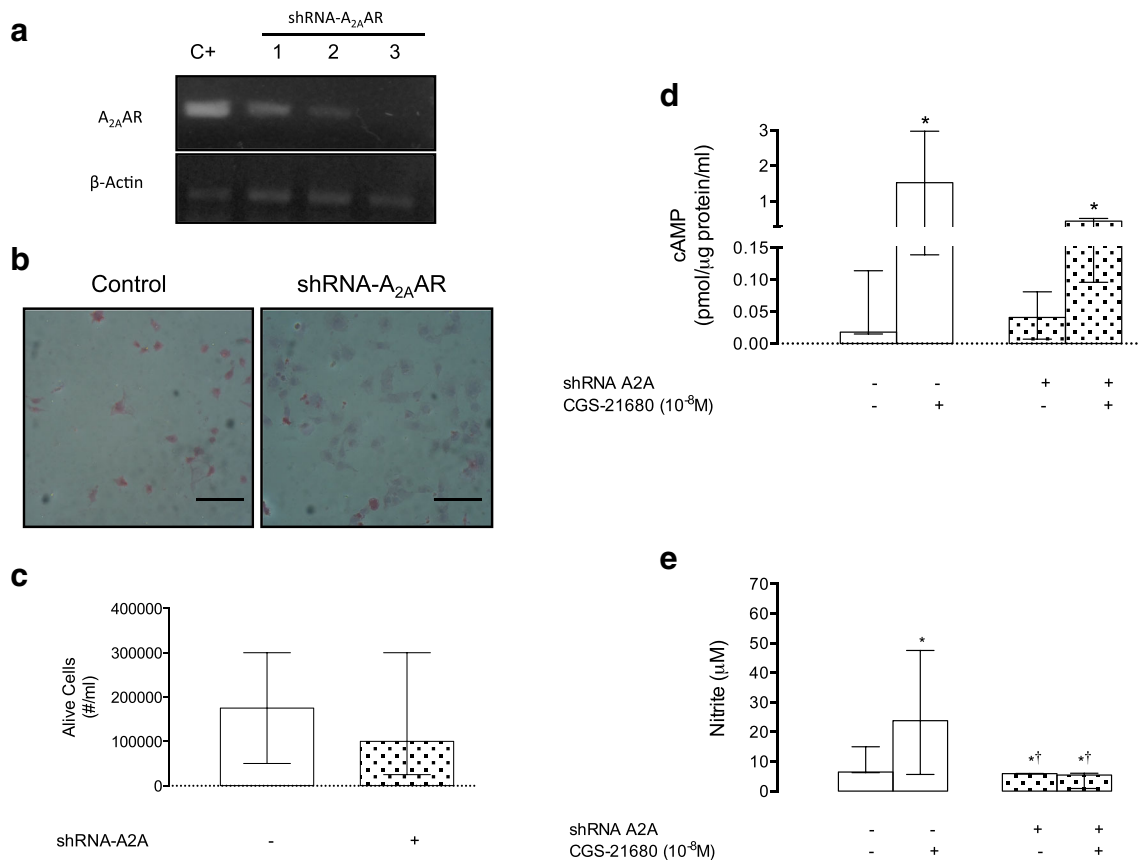 a
shRNA-A2AAR
C+ 1 2 3
A2AAR
β-Actin
b
Control shRNA-A2AAR
c
400000
300000
200000
100000
0
Alive Cells
(#/ml)
shRNA-A2A - +
d
3
2
1
0.15
0.10
0.05
0.00
cAMP
(pmol/μg protein/ml)
*
*
shRNA A2A - - + +
CGS-21680 (10-8M) - + - +
e
70
60
50
40
30
20
10
0
Nitrite (μM)
*
*† *†
shRNA A2A - - + +
CGS-21680 (10-8M) - + - +